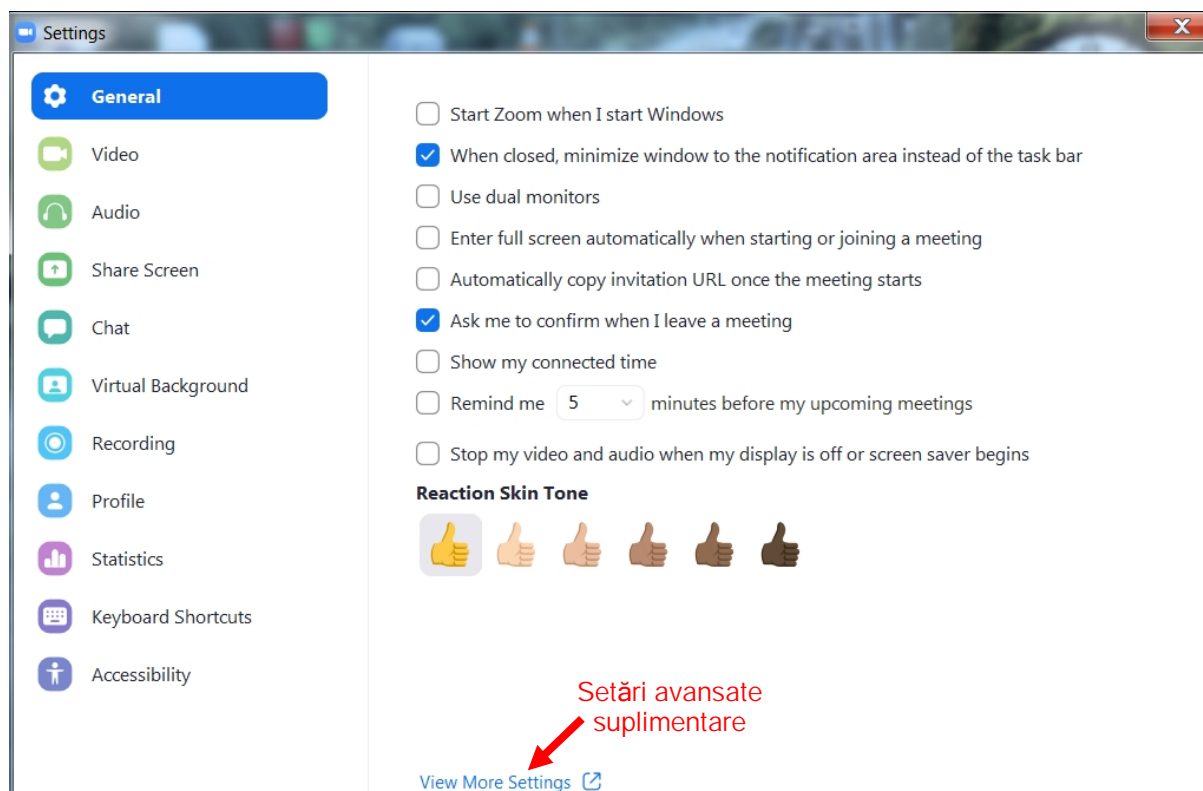 Settings
General
Video
Audio
Share Screen
Chat
Virtual Background
Recording
Profile
Statistics
Keyboard Shortcuts
Accessibility
Start Zoom when I start Windows
When closed, minimize window to the notification area instead of the task bar
Use dual monitors
Enter full screen automatically when starting or joining a meeting
Automatically copy invitation URL once the meeting starts
Ask me to confirm when I leave a meeting
Show my connected time
Remind me 5 minutes before my upcoming meetings
Stop my video and audio when my display is off or screen saver begins
Reaction Skin Tone
Setări avansate
suplimentare
View More Settings